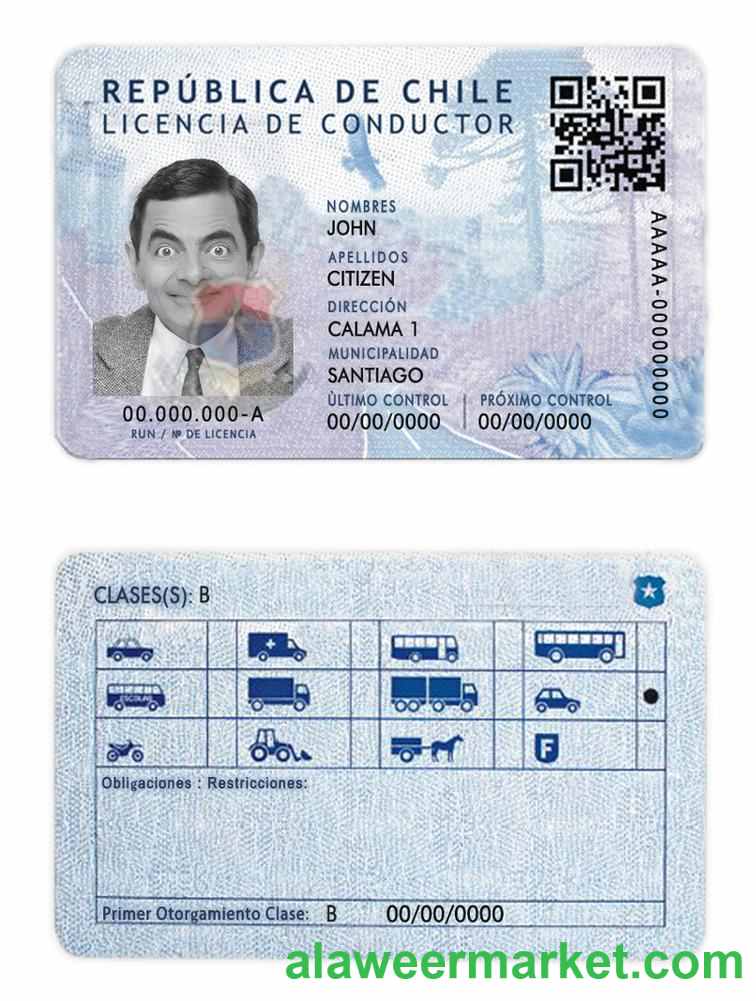 REPÚBLICA DE CHILE
LICENCIA DE CONDUCTOR
NOMBRES
JOHN
APELLIDOS
CITIZEN
DIRECCIÓN
CALAMA 1
MUNICIPALIDAD
SANTIAGO
ÙLTIMO CONTROL
00/00/0000
PRÓXIMO CONTROL
00/00/0000
00.000.000-A
RUN / Nº DE LICENCIA
AAAAA-000000000
CLASES(S): B
ESCOLAR
F
Obligaciones : Restricciones:
Primer Otorgamiento Clase: B 00/00/0000
alaweermarket.com